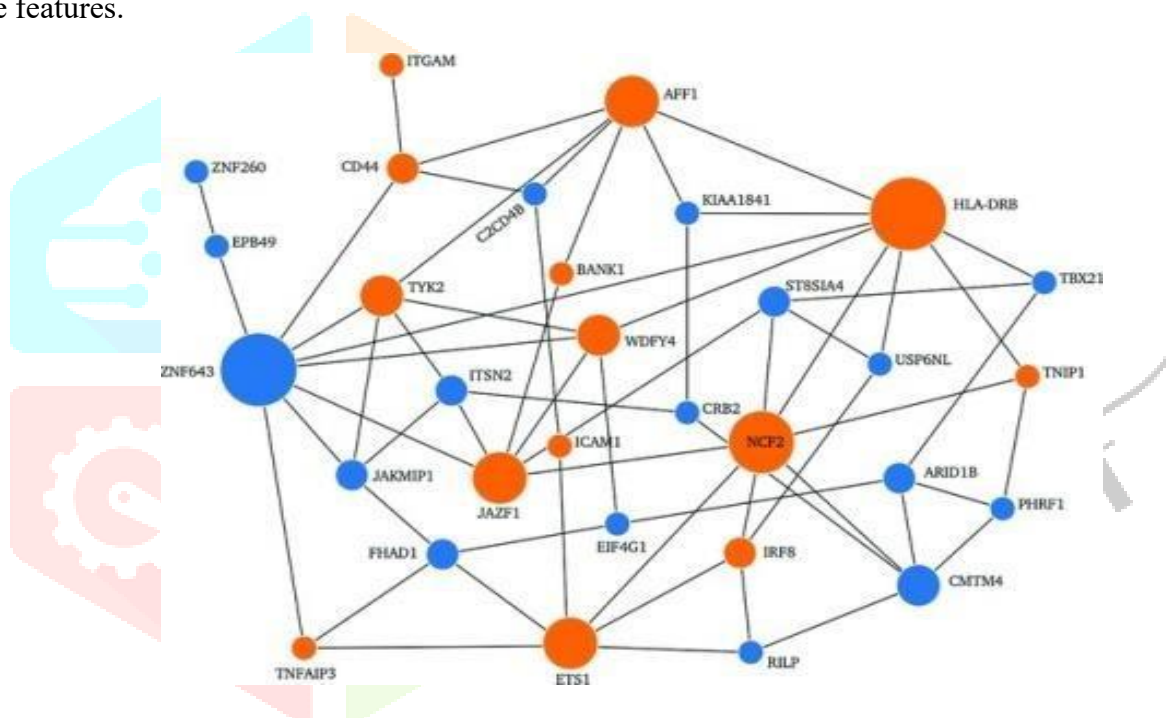 e features.
ITGAM
AFF1
CD44
ZNF260
KIAA1841
HLA-DRB
C2CD4B
EPB49
BANK1
TBX21
TYK2
ST8SIA4
WDFY4
USP6NL
ZNF643
ITSN2
TNIP1
CRB2
ICAM1
NCF2
JAKMIP1
ARID1B
PHRF1
JAZF1
EIF4G1
FHAD1
IRF8
CMTM4
RILP
TNFAIP3
ETS1